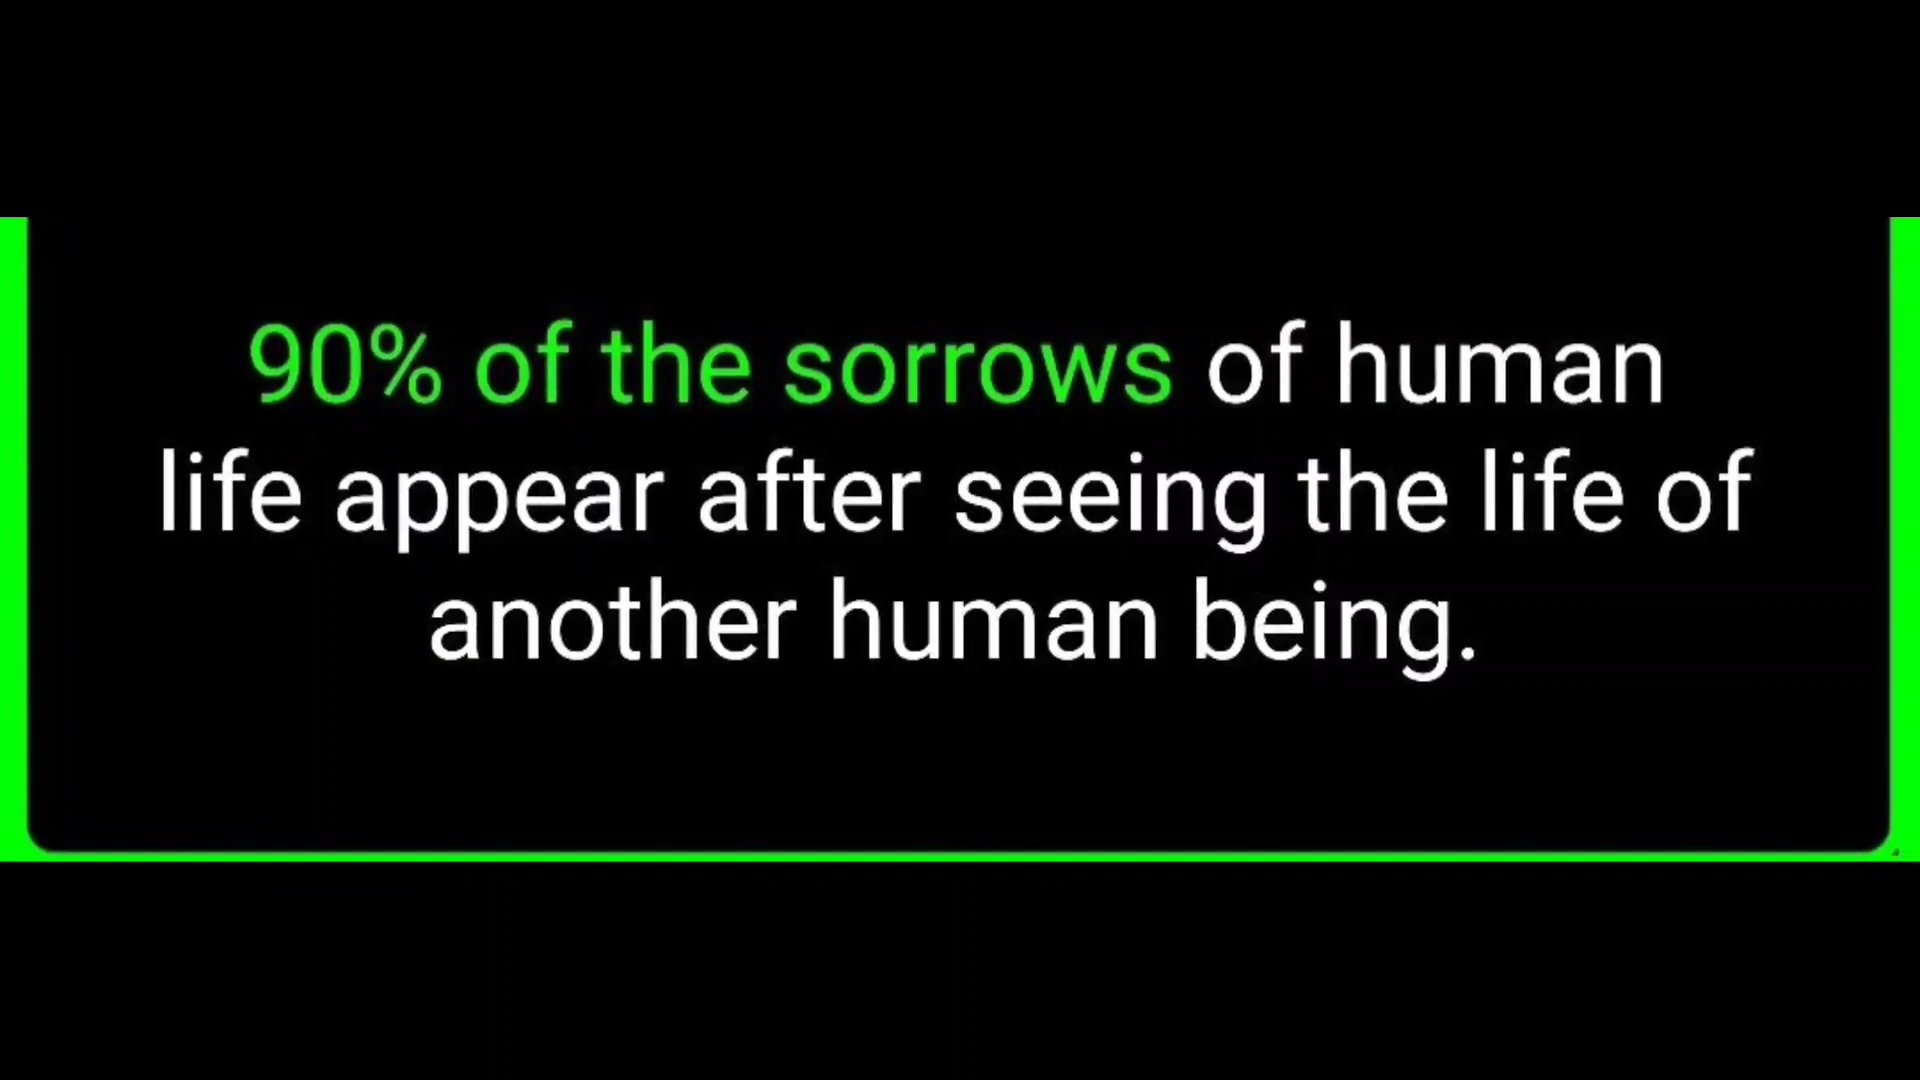 90% of the sorrows of human
life appear after seeing the life of
another human being.